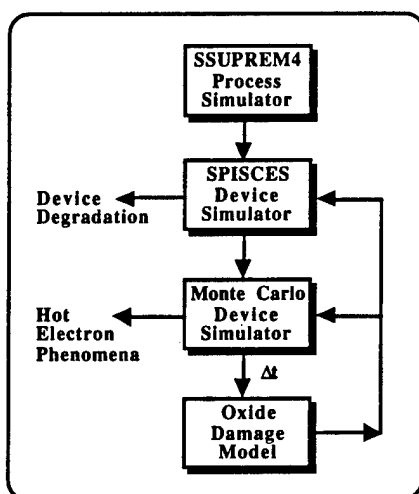 SSUPREM4
Process
Simulator
SPISCES
Device
Simulator
Device
Degradation
Monte Carlo
Device
Simulator
Hot
Electron
Phenomena
Δt
Oxide
Damage
Model